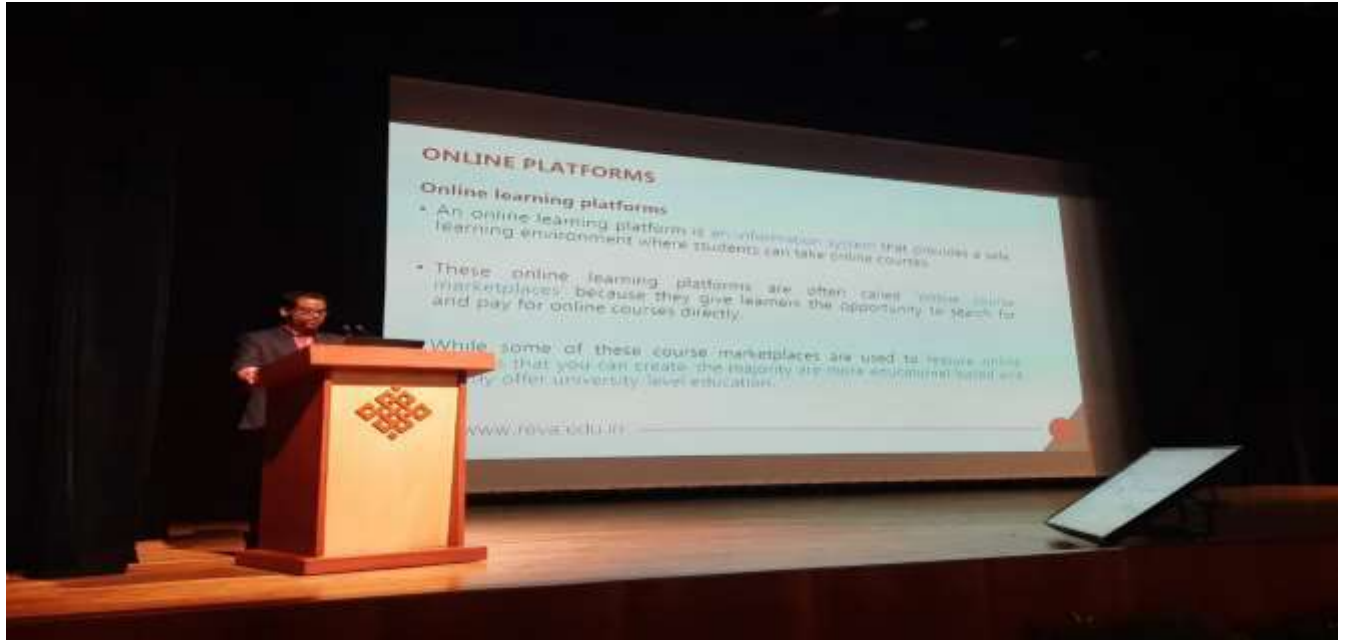 ONLINE PLATFORMS
Online learning platforms
• An online learning platform is an information system that provides a safe
learning environment where students can take online courses.
• These online learning platforms are often called 'online course
marketplaces' because they give learners the opportunity to search for
and pay for online courses directly.
While some of these course marketplaces are used to online
that you can create the majority are more educational based and
offer university level education.
www.reva.edu.in